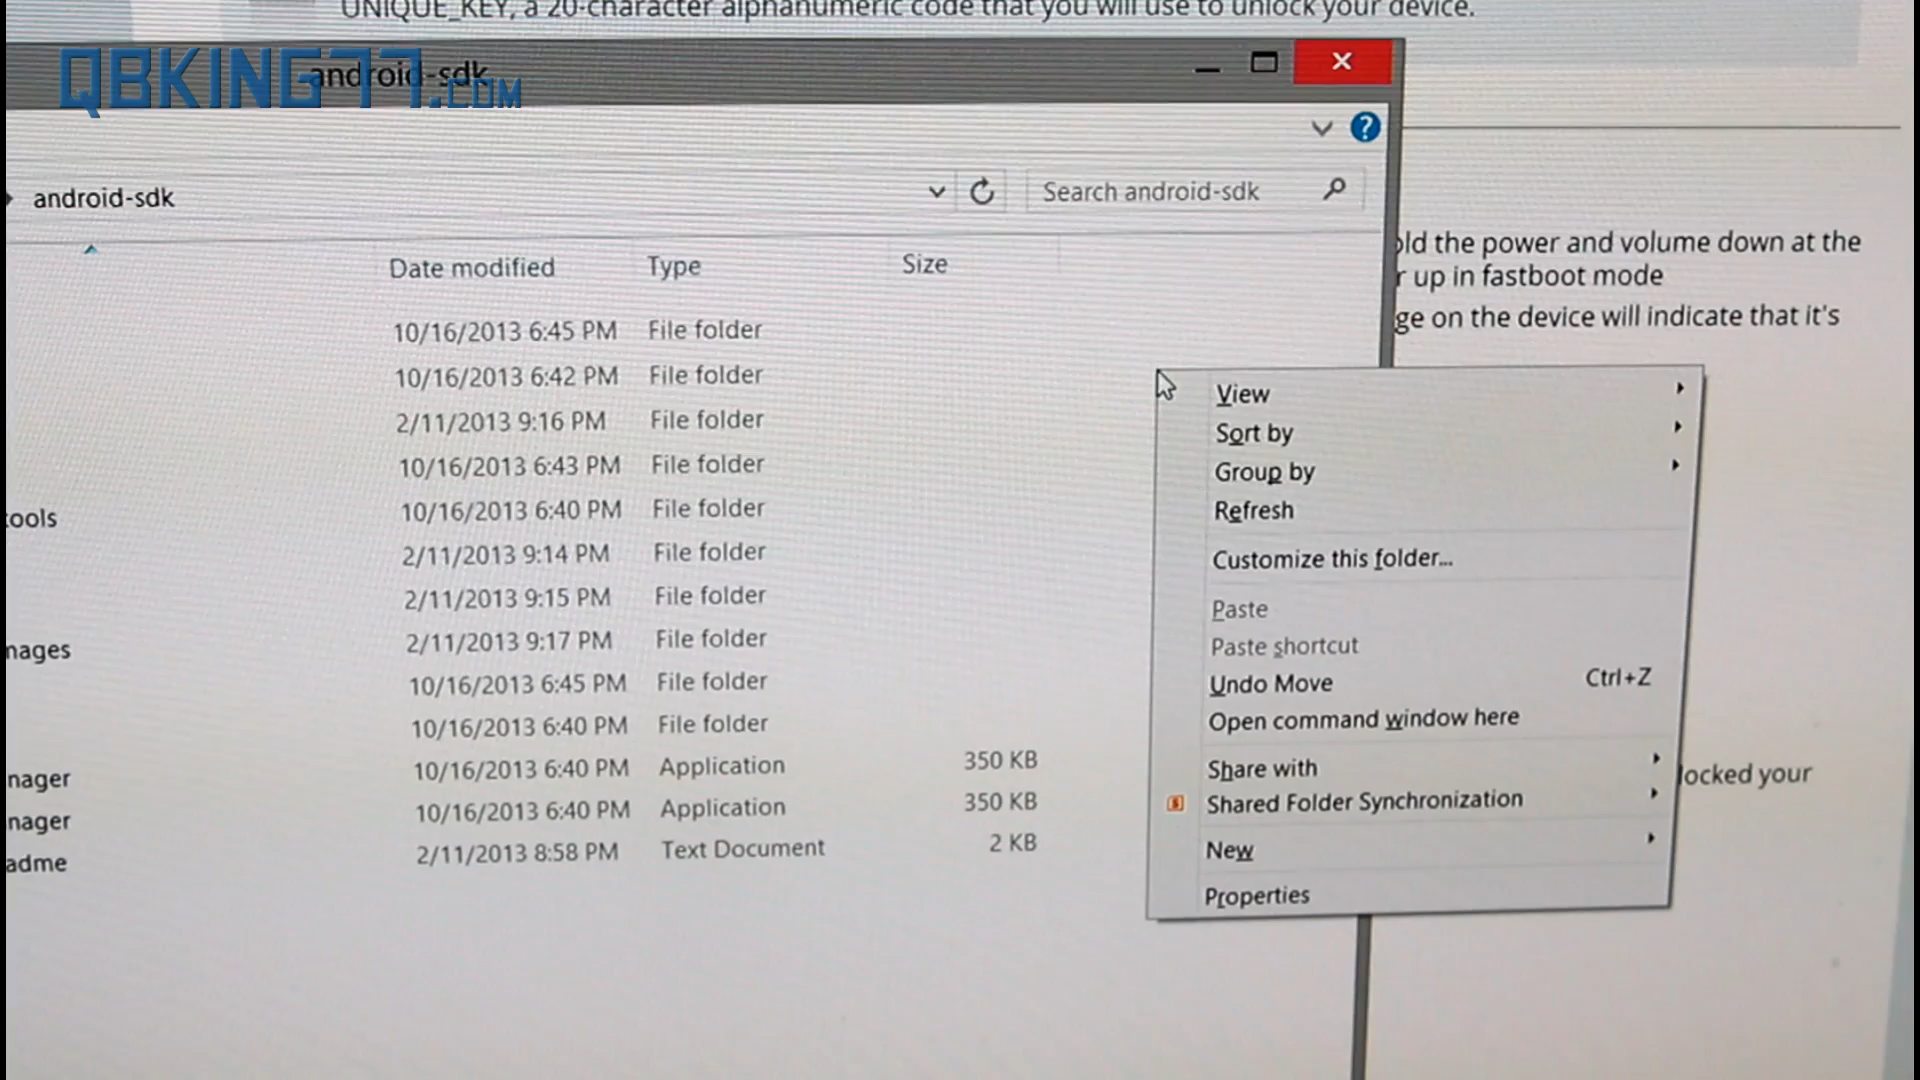 UNIQUE_KEY, a 20-character alphanumeric code that you will use to unlock your device.
QBKING77.COM
android-sdk
android-sdk
Search android-sdk
Date modified Type Size
10/16/2013 6:45 PM File folder
10/16/2013 6:42 PM File folder
2/11/2013 9:16 PM File folder
10/16/2013 6:43 PM File folder
ools 10/16/2013 6:40 PM File folder
2/11/2013 9:14 PM File folder
2/11/2013 9:15 PM File folder
nages 2/11/2013 9:17 PM File folder
10/16/2013 6:45 PM File folder
10/16/2013 6:40 PM File folder
nager 10/16/2013 6:40 PM Application 350 KB
nager 10/16/2013 6:40 PM Application 350 KB
adme 2/11/2013 8:58 PM Text Document 2 KB
old the power and volume down at the
r up in fastboot mode
ge on the device will indicate that it's
View
Sort by
Group by
Refresh
Customize this folder...
Paste
Paste shortcut
Undo Move Ctrl+Z
Open command window here
Share with
Shared Folder Synchronization
New
Properties
locked your